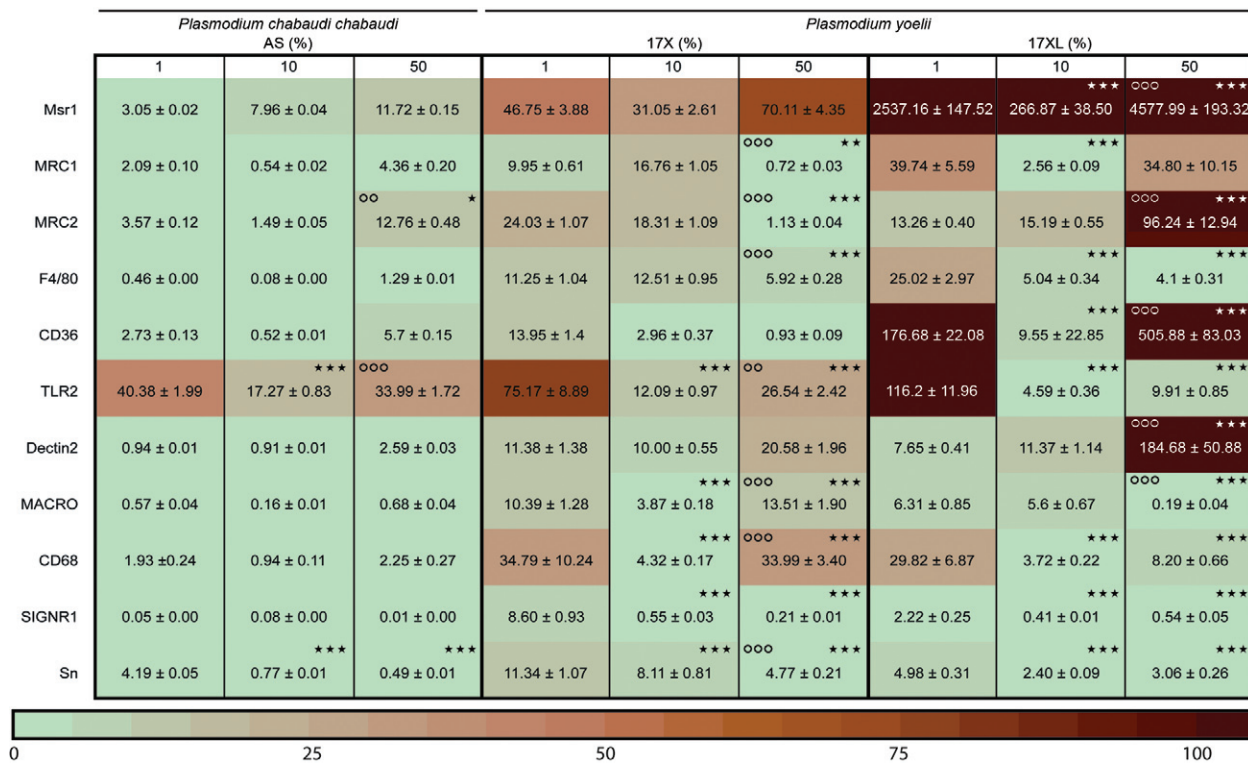 Plasmodium chabaudi chabaudi Plasmodium yoelii
AS (%) 17X (%) 17XL (%)
1 10 50 1 10 50 1 10 50
★★★ ○○○ ★★★
Msr1 3.05 ± 0.02 7.96 ± 0.04 11.72 ± 0.15 46.75 ± 3.88 31.05 ± 2.61 70.11 ± 4.35 2537.16 ± 147.52 266.87 ± 38.50 4577.99 ± 193.32
○○○ ★★ ★★★
MRC1 2.09 ± 0.10 0.54 ± 0.02 4.36 ± 0.20 9.95 ± 0.61 16.76 ± 1.05 0.72 ± 0.03 39.74 ± 5.59 2.56 ± 0.09 34.80 ± 10.15
○○ ★ ○○○ ★★★ ○○○ ★★★
MRC2 3.57 ± 0.12 1.49 ± 0.05 12.76 ± 0.48 24.03 ± 1.07 18.31 ± 1.09 1.13 ± 0.04 13.26 ± 0.40 15.19 ± 0.55 96.24 ± 12.94
○○○ ★★★ ★★★ ★★★
F4/80 0.46 ± 0.00 0.08 ± 0.00 1.29 ± 0.01 11.25 ± 1.04 12.51 ± 0.95 5.92 ± 0.28 25.02 ± 2.97 5.04 ± 0.34 4.1 ± 0.31
★★★ ○○○ ★★★
CD36 2.73 ± 0.13 0.52 ± 0.01 5.7 ± 0.15 13.95 ± 1.4 2.96 ± 0.37 0.93 ± 0.09 176.68 ± 22.08 9.55 ± 22.85 505.88 ± 83.03
★★★ ○○○ ★★★ ○○ ★★★ ★★★ ★★★
TLR2 40.38 ± 1.99 17.27 ± 0.83 33.99 ± 1.72 75.17 ± 8.89 12.09 ± 0.97 26.54 ± 2.42 116.2 ± 11.96 4.59 ± 0.36 9.91 ± 0.85
○○○ ★★★
Dectin2 0.94 ± 0.01 0.91 ± 0.01 2.59 ± 0.03 11.38 ± 1.38 10.00 ± 0.55 20.58 ± 1.96 7.65 ± 0.41 11.37 ± 1.14 184.68 ± 50.88
★★★ ○○○ ★★★ ○○○ ★★★
MACRO 0.57 ± 0.04 0.16 ± 0.01 0.68 ± 0.04 10.39 ± 1.28 3.87 ± 0.18 13.51 ± 1.90 6.31 ± 0.85 5.6 ± 0.67 0.19 ± 0.04
★★★ ○○○ ★★★ ★★★ ★★★
CD68 1.93 ±0.24 0.94 ± 0.11 2.25 ± 0.27 34.79 ± 10.24 4.32 ± 0.17 33.99 ± 3.40 29.82 ± 6.87 3.72 ± 0.22 8.20 ± 0.66
★★★ ★★★ ★★★ ★★★
SIGNR1 0.05 ± 0.00 0.08 ± 0.00 0.01 ± 0.00 8.60 ± 0.93 0.55 ± 0.03 0.21 ± 0.01 2.22 ± 0.25 0.41 ± 0.01 0.54 ± 0.05
★★★ ★★★ ★★★ ○○○ ★★★ ★★★ ★★★
Sn 4.19 ± 0.05 0.77 ± 0.01 0.49 ± 0.01 11.34 ± 1.07 8.11 ± 0.81 4.77 ± 0.21 4.98 ± 0.31 2.40 ± 0.09 3.06 ± 0.26
0 25 50 75 100